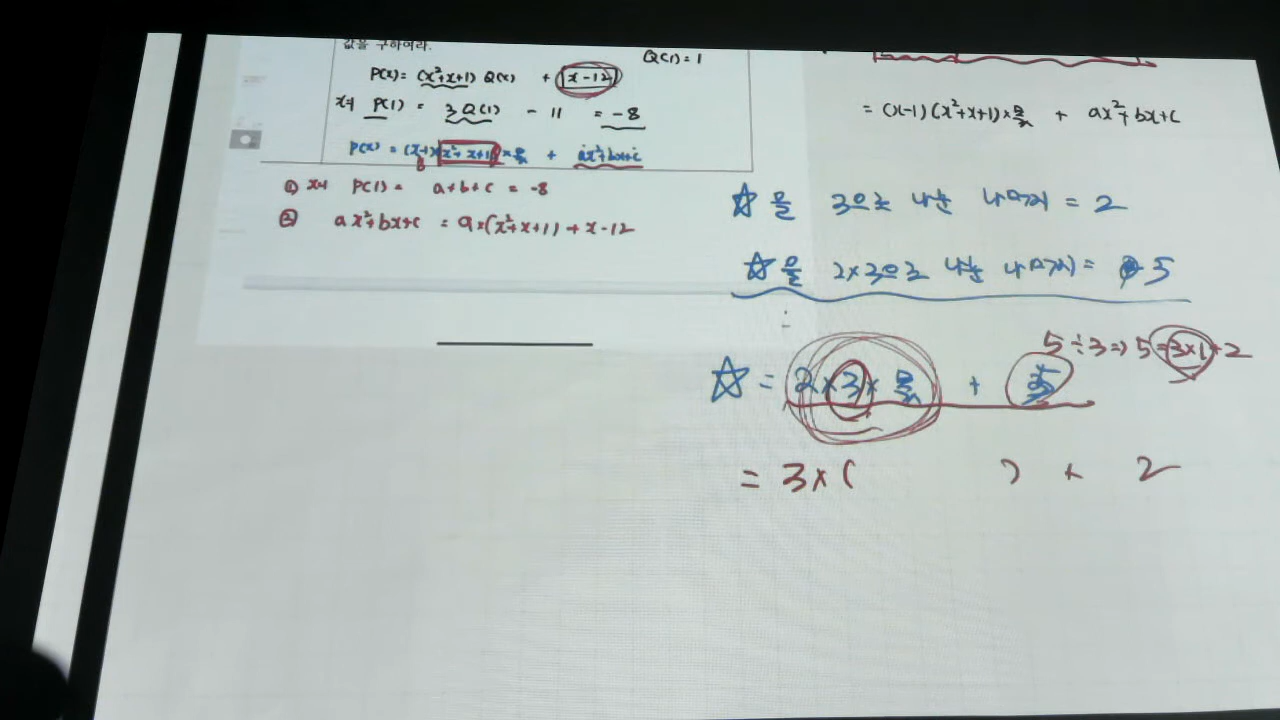 값을 구하여라.
Q(1) = 1
P(x) = (x²+x+1) Q(x) + x-12
x=1 P(1) = 3Q(1) - 11 = -8
P(x) = (x-1)×(x²+x+1)×몫 + ax²+bx+c
① x=1 P(1) = a+b+c = -8
② ax²+bx+c = a×(x²+x+1) + x-12
= (x-1)(x²+x+1)×몫 + ax²+bx+c
☆을 3으로 나눈 나머지 = 2
☆을 2×3으로 나눈 나머지 = 5
5÷3 ⇒ 5=3×1+2
☆ = 2×3×몫 + 5
= 3×( ) + 2